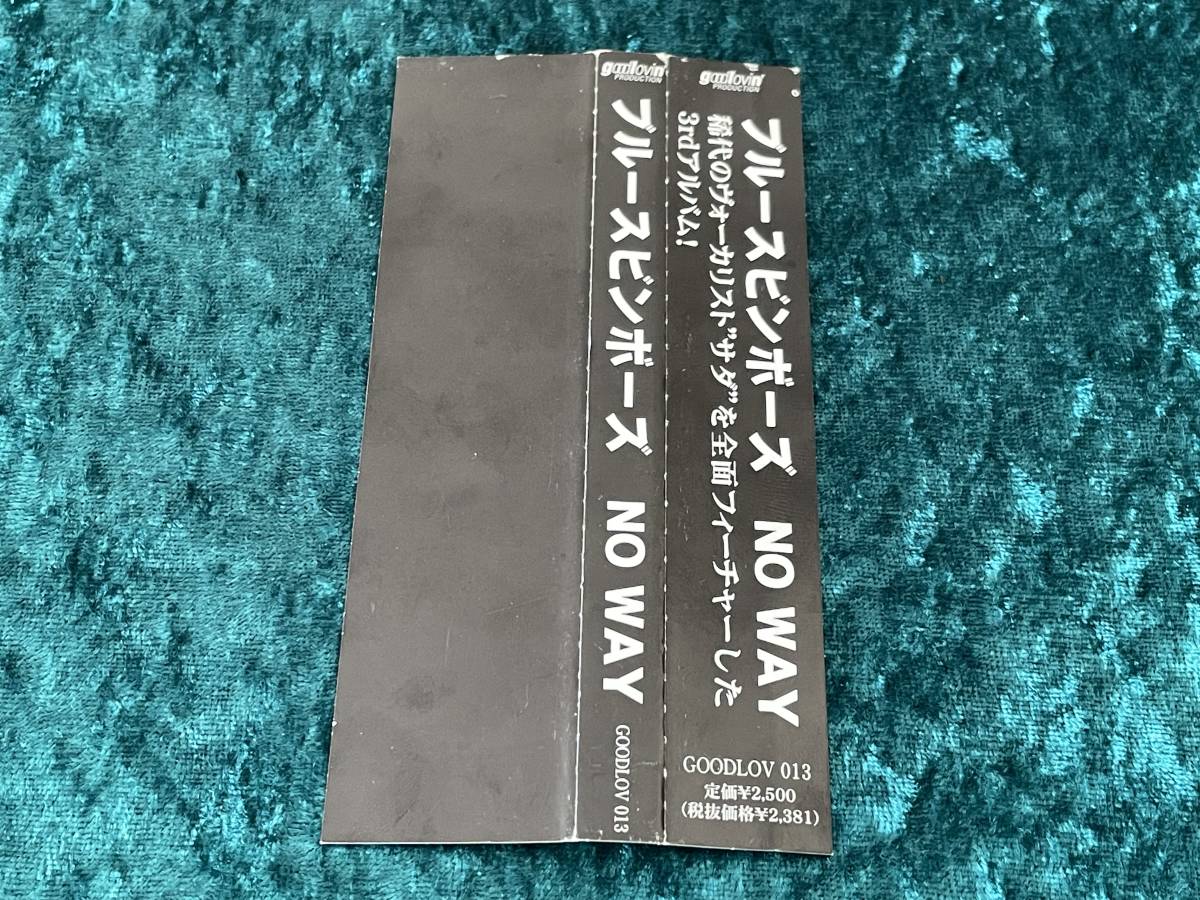 goodlovin'
PRODUCTION
ブルースビンボーズ NO WAY
稀代のヴォーカリスト"サダ"を全面フィーチャーした
3rdアルバム!
GOODLOV 013
定価¥2,500
(税抜価格¥2,381)
goodlovin'
PRODUCTION
ブルースビンボーズ NO WAY
GOODLOV 013